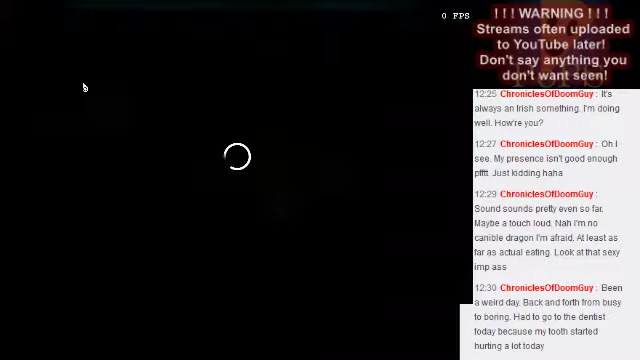 0 FPS
! ! ! WARNING ! ! !
Streams often uploaded
to YouTube later!
Don't say anything you
don't want seen!
12:25 ChroniclesOfDoomGuy : It's
always an Irish something. I'm doing
well. How're you?
12:27 ChroniclesOfDoomGuy : Oh I
see. My presence isn't good enough
pffft. Just kidding haha
12:29 ChroniclesOfDoomGuy :
Sound sounds pretty even so far.
Maybe a touch loud. Nah I'm no
canible dragon I'm afraid. At least as
far as actual eating. Look at that sexy
imp ass
12:30 ChroniclesOfDoomGuy : Been
a weird day. Back and forth from busy
to boring. Had to go to the dentist
today because my tooth started
hurting a lot today